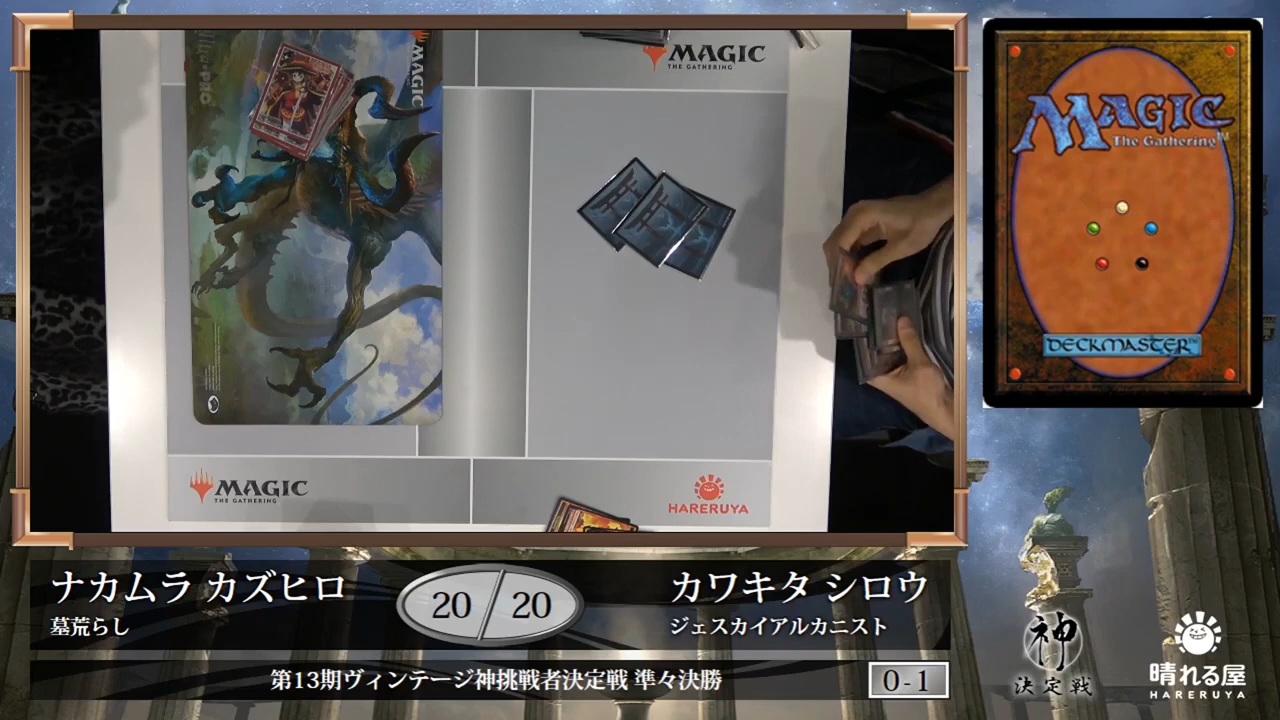 MAGIC
THE GATHERING
MAGIC
MAGIC
The Gathering
DECKMASTER
MAGIC
THE GATHERING
HARERUYA
ナカムラ カズヒロ
墓荒らし
20 / 20
カワキタ シロウ
ジェスカイアルカニスト
第13期ヴィンテージ神挑戦者決定戦 準々決勝
0-1
神
決定戦
晴れる屋
HARERUYA